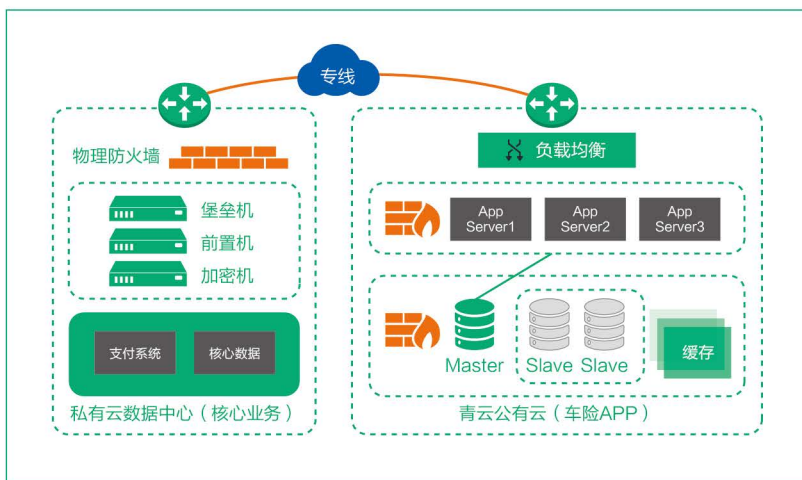 专线
物理防火墙
堡垒机
前置机
加密机
支付系统
核心数据
私有云数据中心（核心业务）
负载均衡
App
Server1
App
Server2
App
Server3
Master
Slave
Slave
缓存
青云公有云（车险APP）